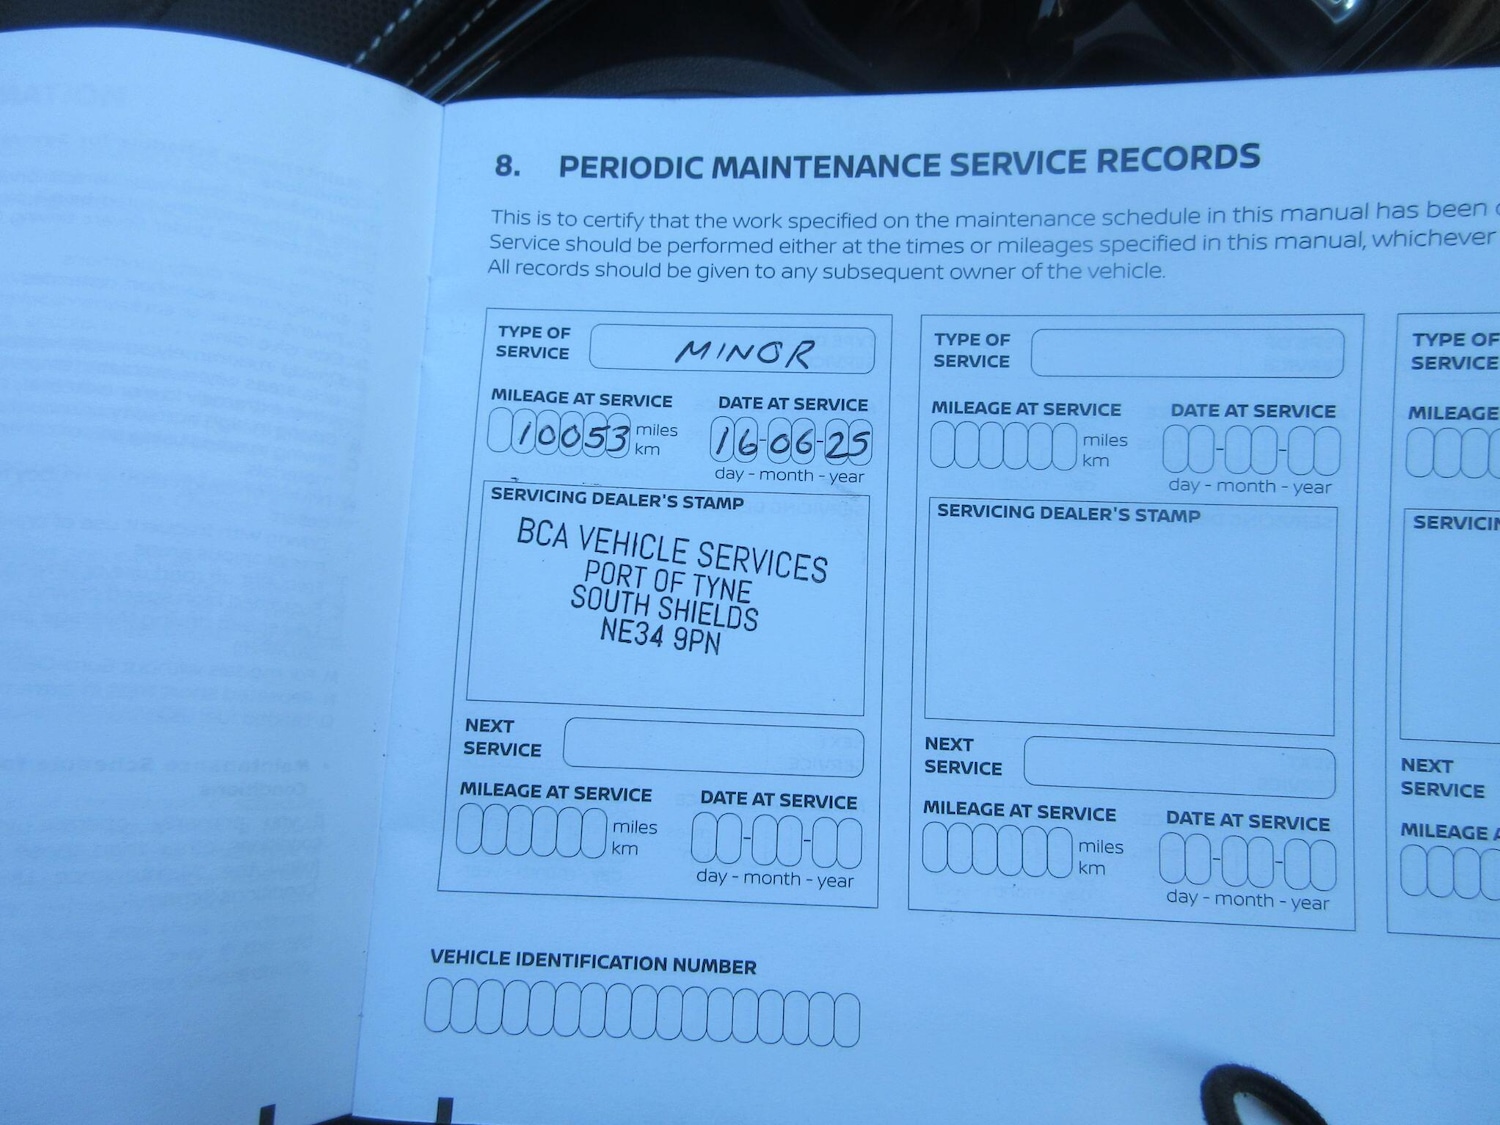 8. PERIODIC MAINTENANCE SERVICE RECORDS
This is to certify that the work specified on the maintenance schedule in this manual has been
Service should be performed either at the times or mileages specified in this manual, whichever
All records should be given to any subsequent owner of the vehicle.
TYPE OF
SERVICE
MINOR
MILEAGE AT SERVICE
10053 miles
km
DATE AT SERVICE
16-06-25
day - month - year
SERVICING DEALER'S STAMP
BCA VEHICLE SERVICES
PORT OF TYNE
SOUTH SHIELDS
NE34 9PN
NEXT
SERVICE
MILEAGE AT SERVICE
miles
km
DATE AT SERVICE
day - month - year
TYPE OF
SERVICE
MILEAGE AT SERVICE
miles
km
DATE AT SERVICE
day - month - year
SERVICING DEALER'S STAMP
NEXT
SERVICE
MILEAGE AT SERVICE
miles
km
DATE AT SERVICE
day - month - year
TYPE OF
SERVICE
MILEAGE
NEXT
SERVICE
VEHICLE IDENTIFICATION NUMBER